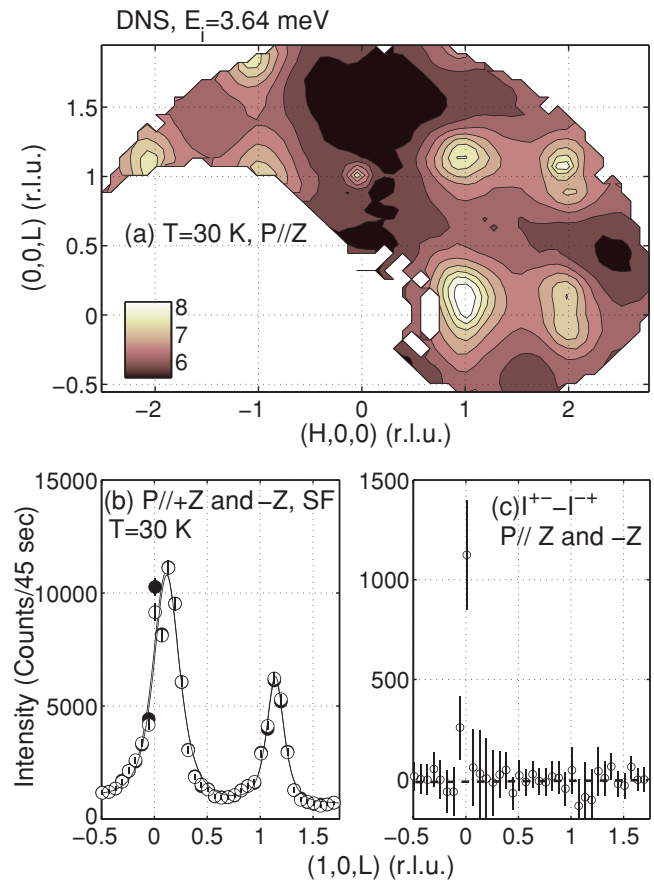 DNS, E_i=3.64 meV
(0,0,L) (r.l.u.)
1.5
1
0.5
0
−0.5
(a) T=30 K, P//Z
8
7
6
−2 −1 0 1 2
(H,0,0) (r.l.u.)
Intensity (Counts/45 sec)
15000
10000
5000
0
(b) P//+Z and −Z, SF
T=30 K
−0.5 0 0.5 1 1.5
1500
1000
500
0
(c) I^{+−}−I^{−+}
P// Z and −Z
−0.5 0 0.5 1 1.5
(1,0,L) (r.l.u.)